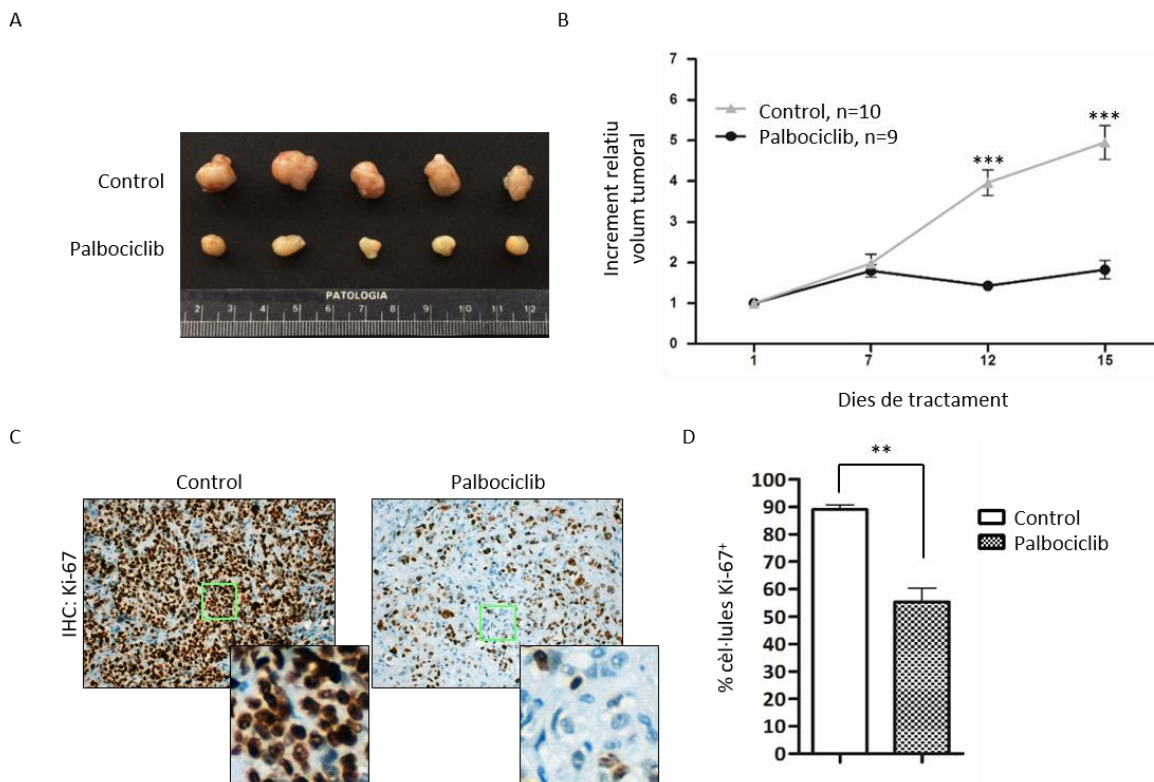 A
Control
Palbociclib
PATOLOGIA
2 3 4 5 6 7 8 9 10 11 12
B
Increment relatiu
volum tumoral
7
6
5
4
3
2
1
0
Control, n=10
Palbociclib, n=9
***
***
1 7 12 15
Dies de tractament
C
Control
Palbociclib
IHC: Ki-67
D
**
% cèl·lules Ki-67⁺
100
90
80
70
60
50
40
30
20
10
0
Control
Palbociclib